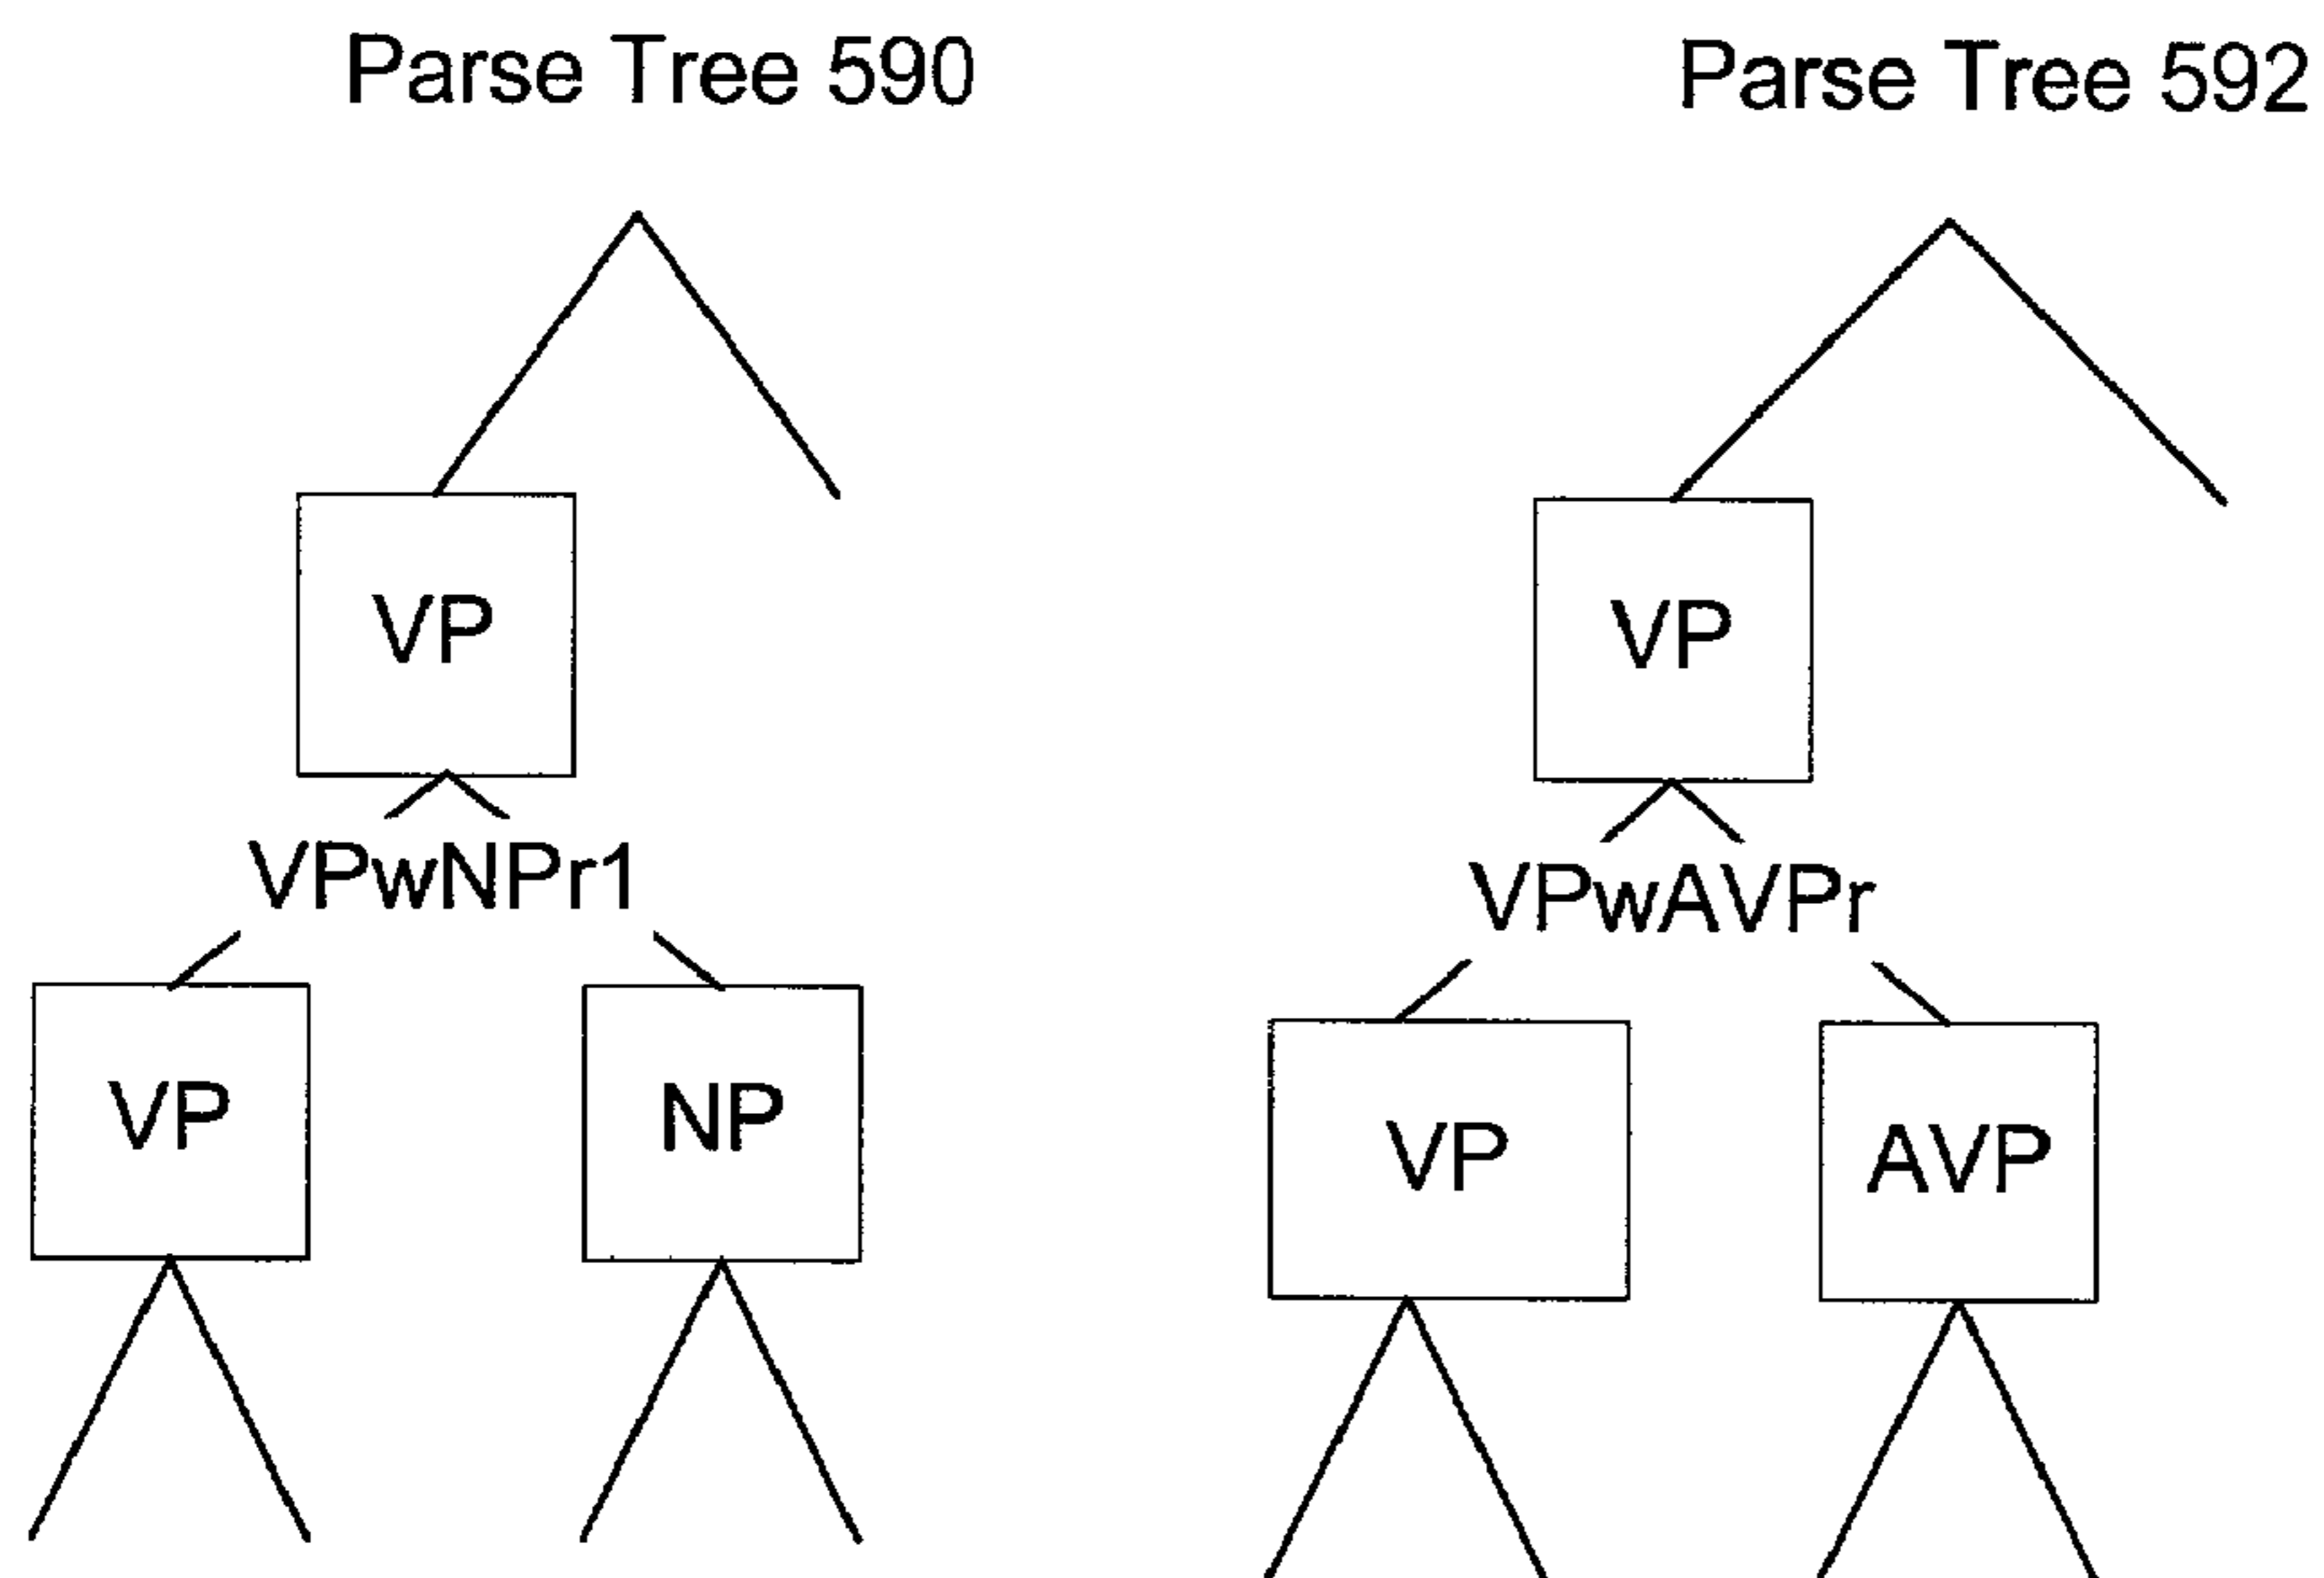 Parse Tree 590
Parse Tree 592
VP
VP
VPwNPr1
VPwAVPr
VP
NP
VP
AVP